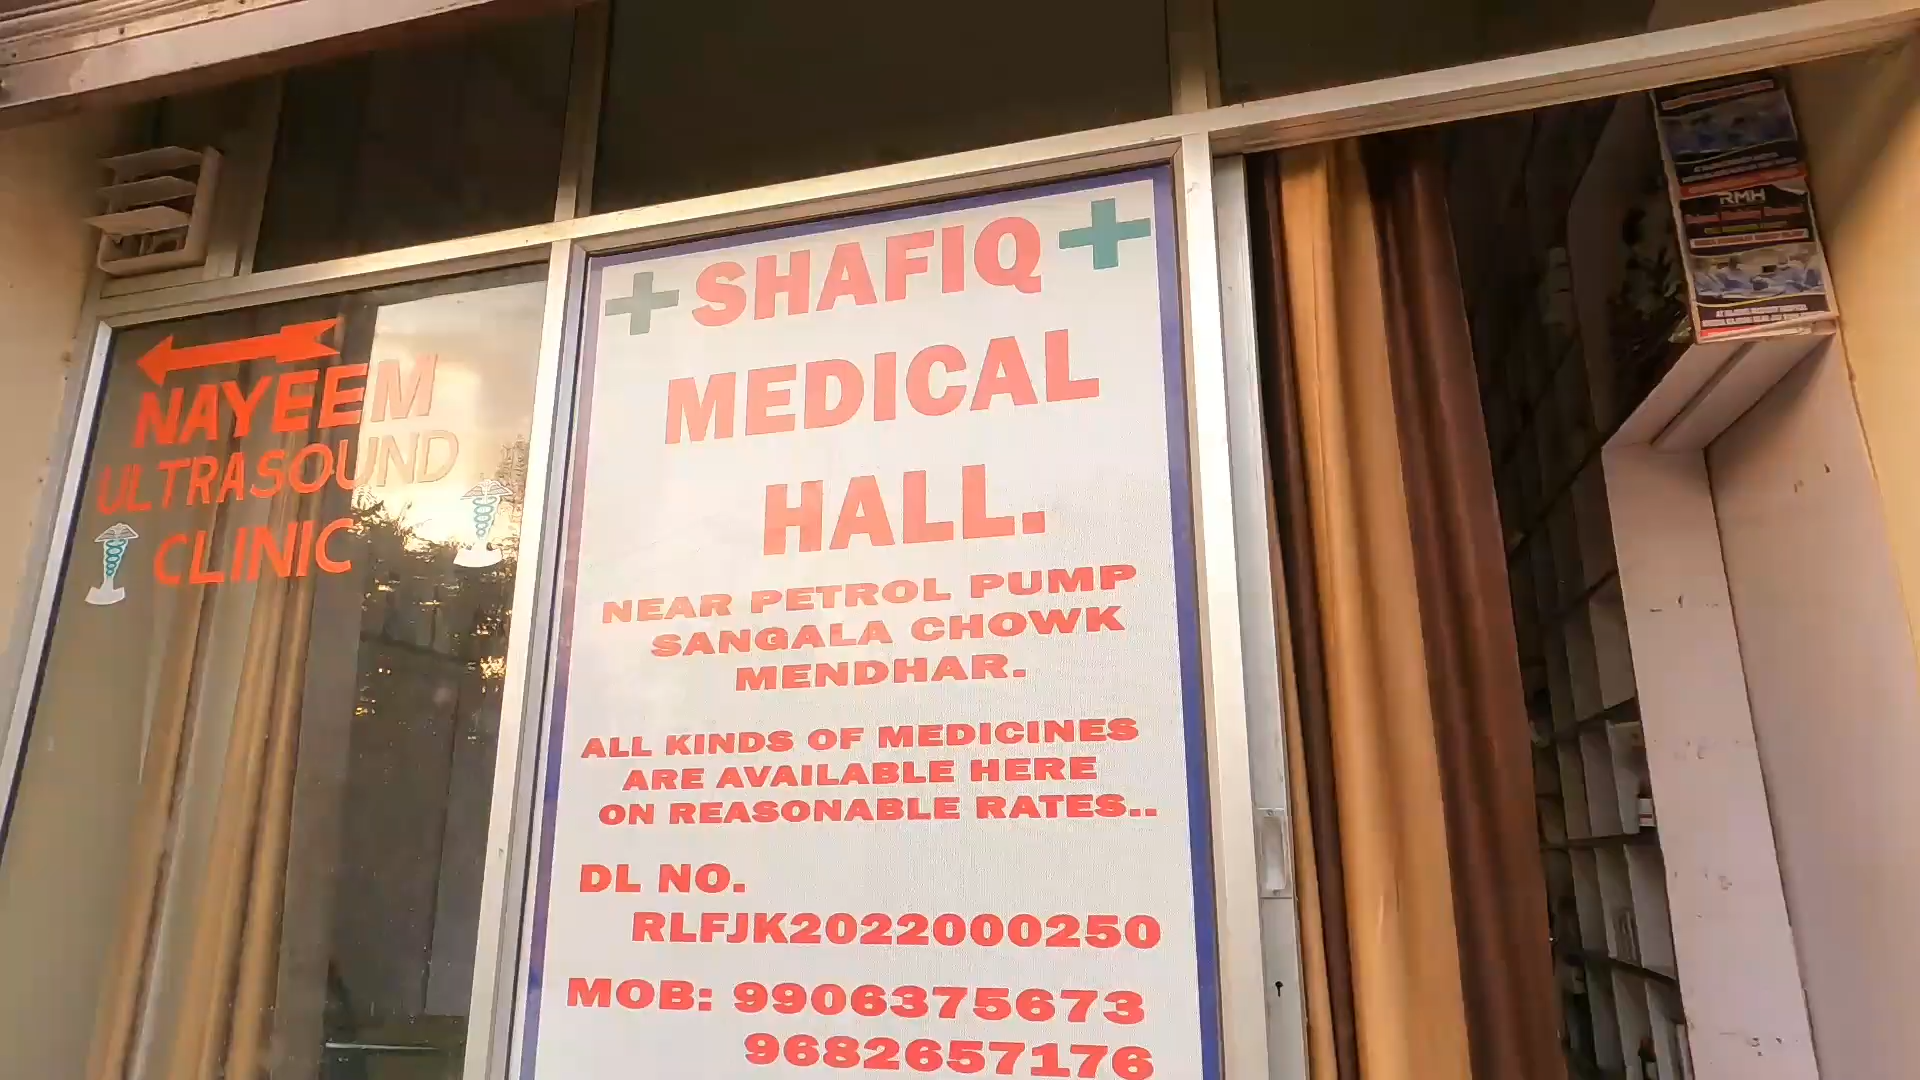 NAYEEM
ULTRASOUND
CLINIC
SHAFIQ
MEDICAL
HALL.
NEAR PETROL PUMP
SANGALA CHOWK
MENDHAR.
ALL KINDS OF MEDICINES
ARE AVAILABLE HERE
ON REASONABLE RATES..
DL NO.
RLFJK2022000250
MOB: 9906375673
9682657176
RMH